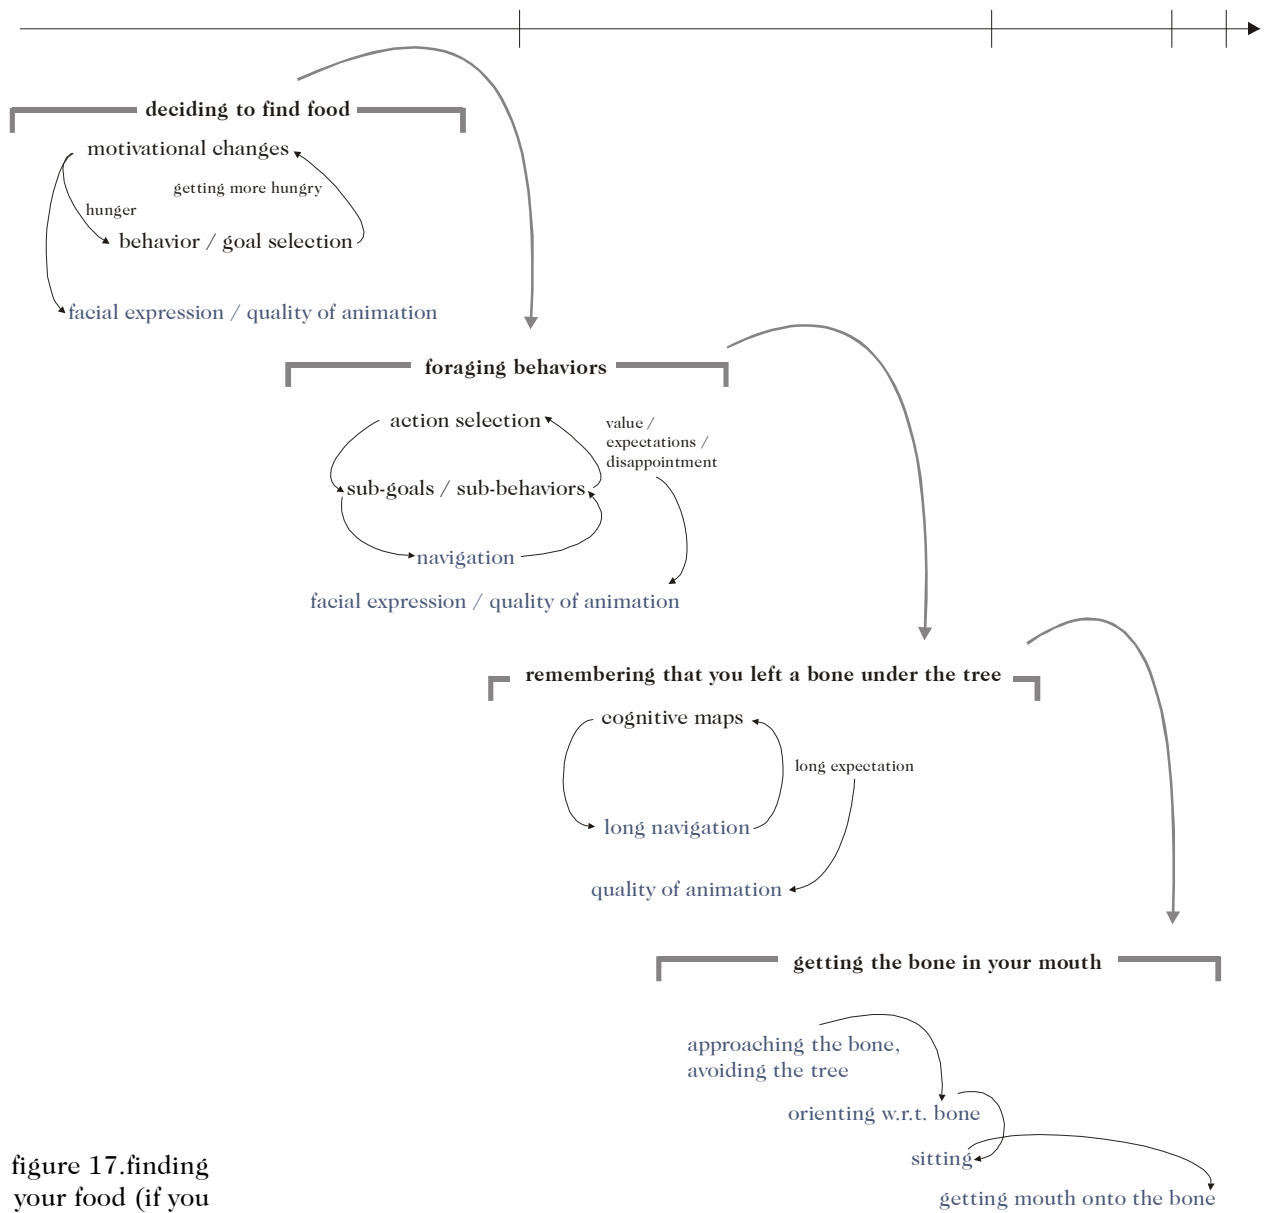 deciding to find food
motivational changes
getting more hungry
hunger
behavior / goal selection
facial expression / quality of animation
foraging behaviors
action selection
value /
expectations /
disappointment
sub-goals / sub-behaviors
navigation
facial expression / quality of animation
remembering that you left a bone under the tree
cognitive maps
long expectation
long navigation
quality of animation
getting the bone in your mouth
approaching the bone,
avoiding the tree
orienting w.r.t. bone
sitting
getting mouth onto the bone
figure 17.finding
your food (if you